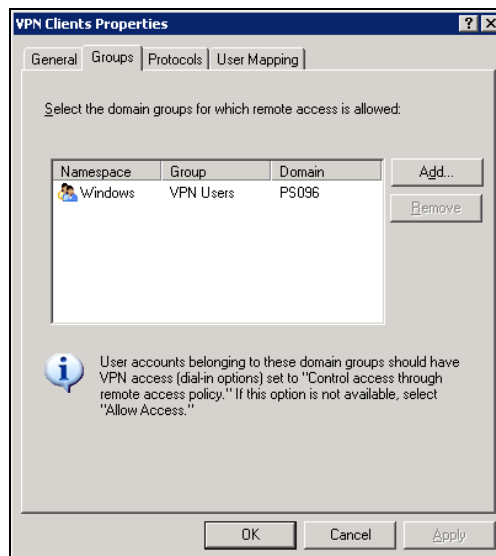 VPN Clients Properties
General Groups Protocols User Mapping
Select the domain groups for which remote access is allowed:
Namespace Group Domain
Windows VPN Users PS096
Add...
Remove
User accounts belonging to these domain groups should have
VPN access (dial-in options) set to "Control access through
remote access policy." If this option is not available, select
"Allow Access."
OK Cancel Apply